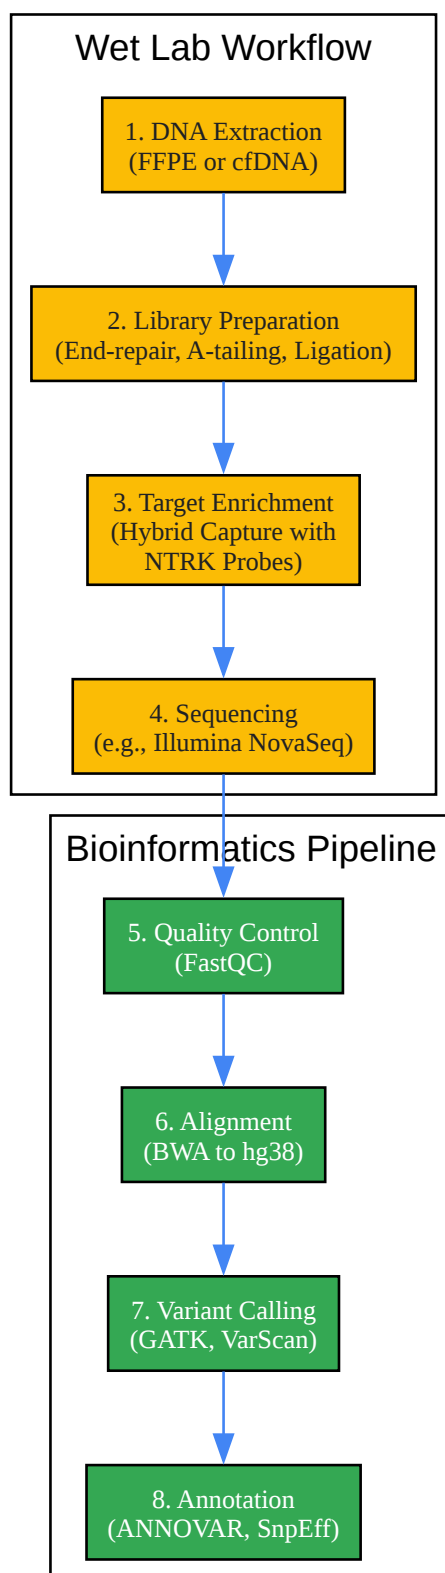 Wet Lab Workflow
1. DNA Extraction
(FFPE or cfDNA)
2. Library Preparation
(End-repair, A-tailing, Ligation)
3. Target Enrichment
(Hybrid Capture with
NTRK Probes)
4. Sequencing
(e.g., Illumina NovaSeq)
Bioinformatics Pipeline
5. Quality Control
(FastQC)
6. Alignment
(BWA to hg38)
7. Variant Calling
(GATK, VarScan)
8. Annotation
(ANNOVAR, SnpEff)